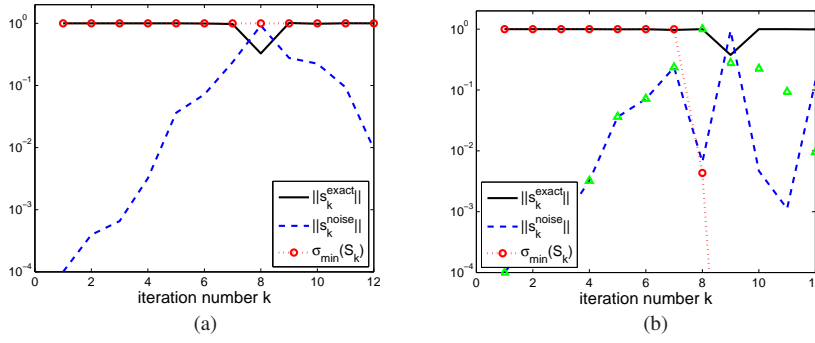 10^0
10^−1
10^−2
10^−3
10^−4
||s_k^exact||
||s_k^noise||
σ_min(S_k)
0 2 4 6 8 10 12
iteration number k
(a)
10^0
10^−1
10^−2
10^−3
10^−4
||s_k^exact||
||s_k^noise||
σ_min(S_k)
0 2 4 6 8 10 12
iteration number k
(b)